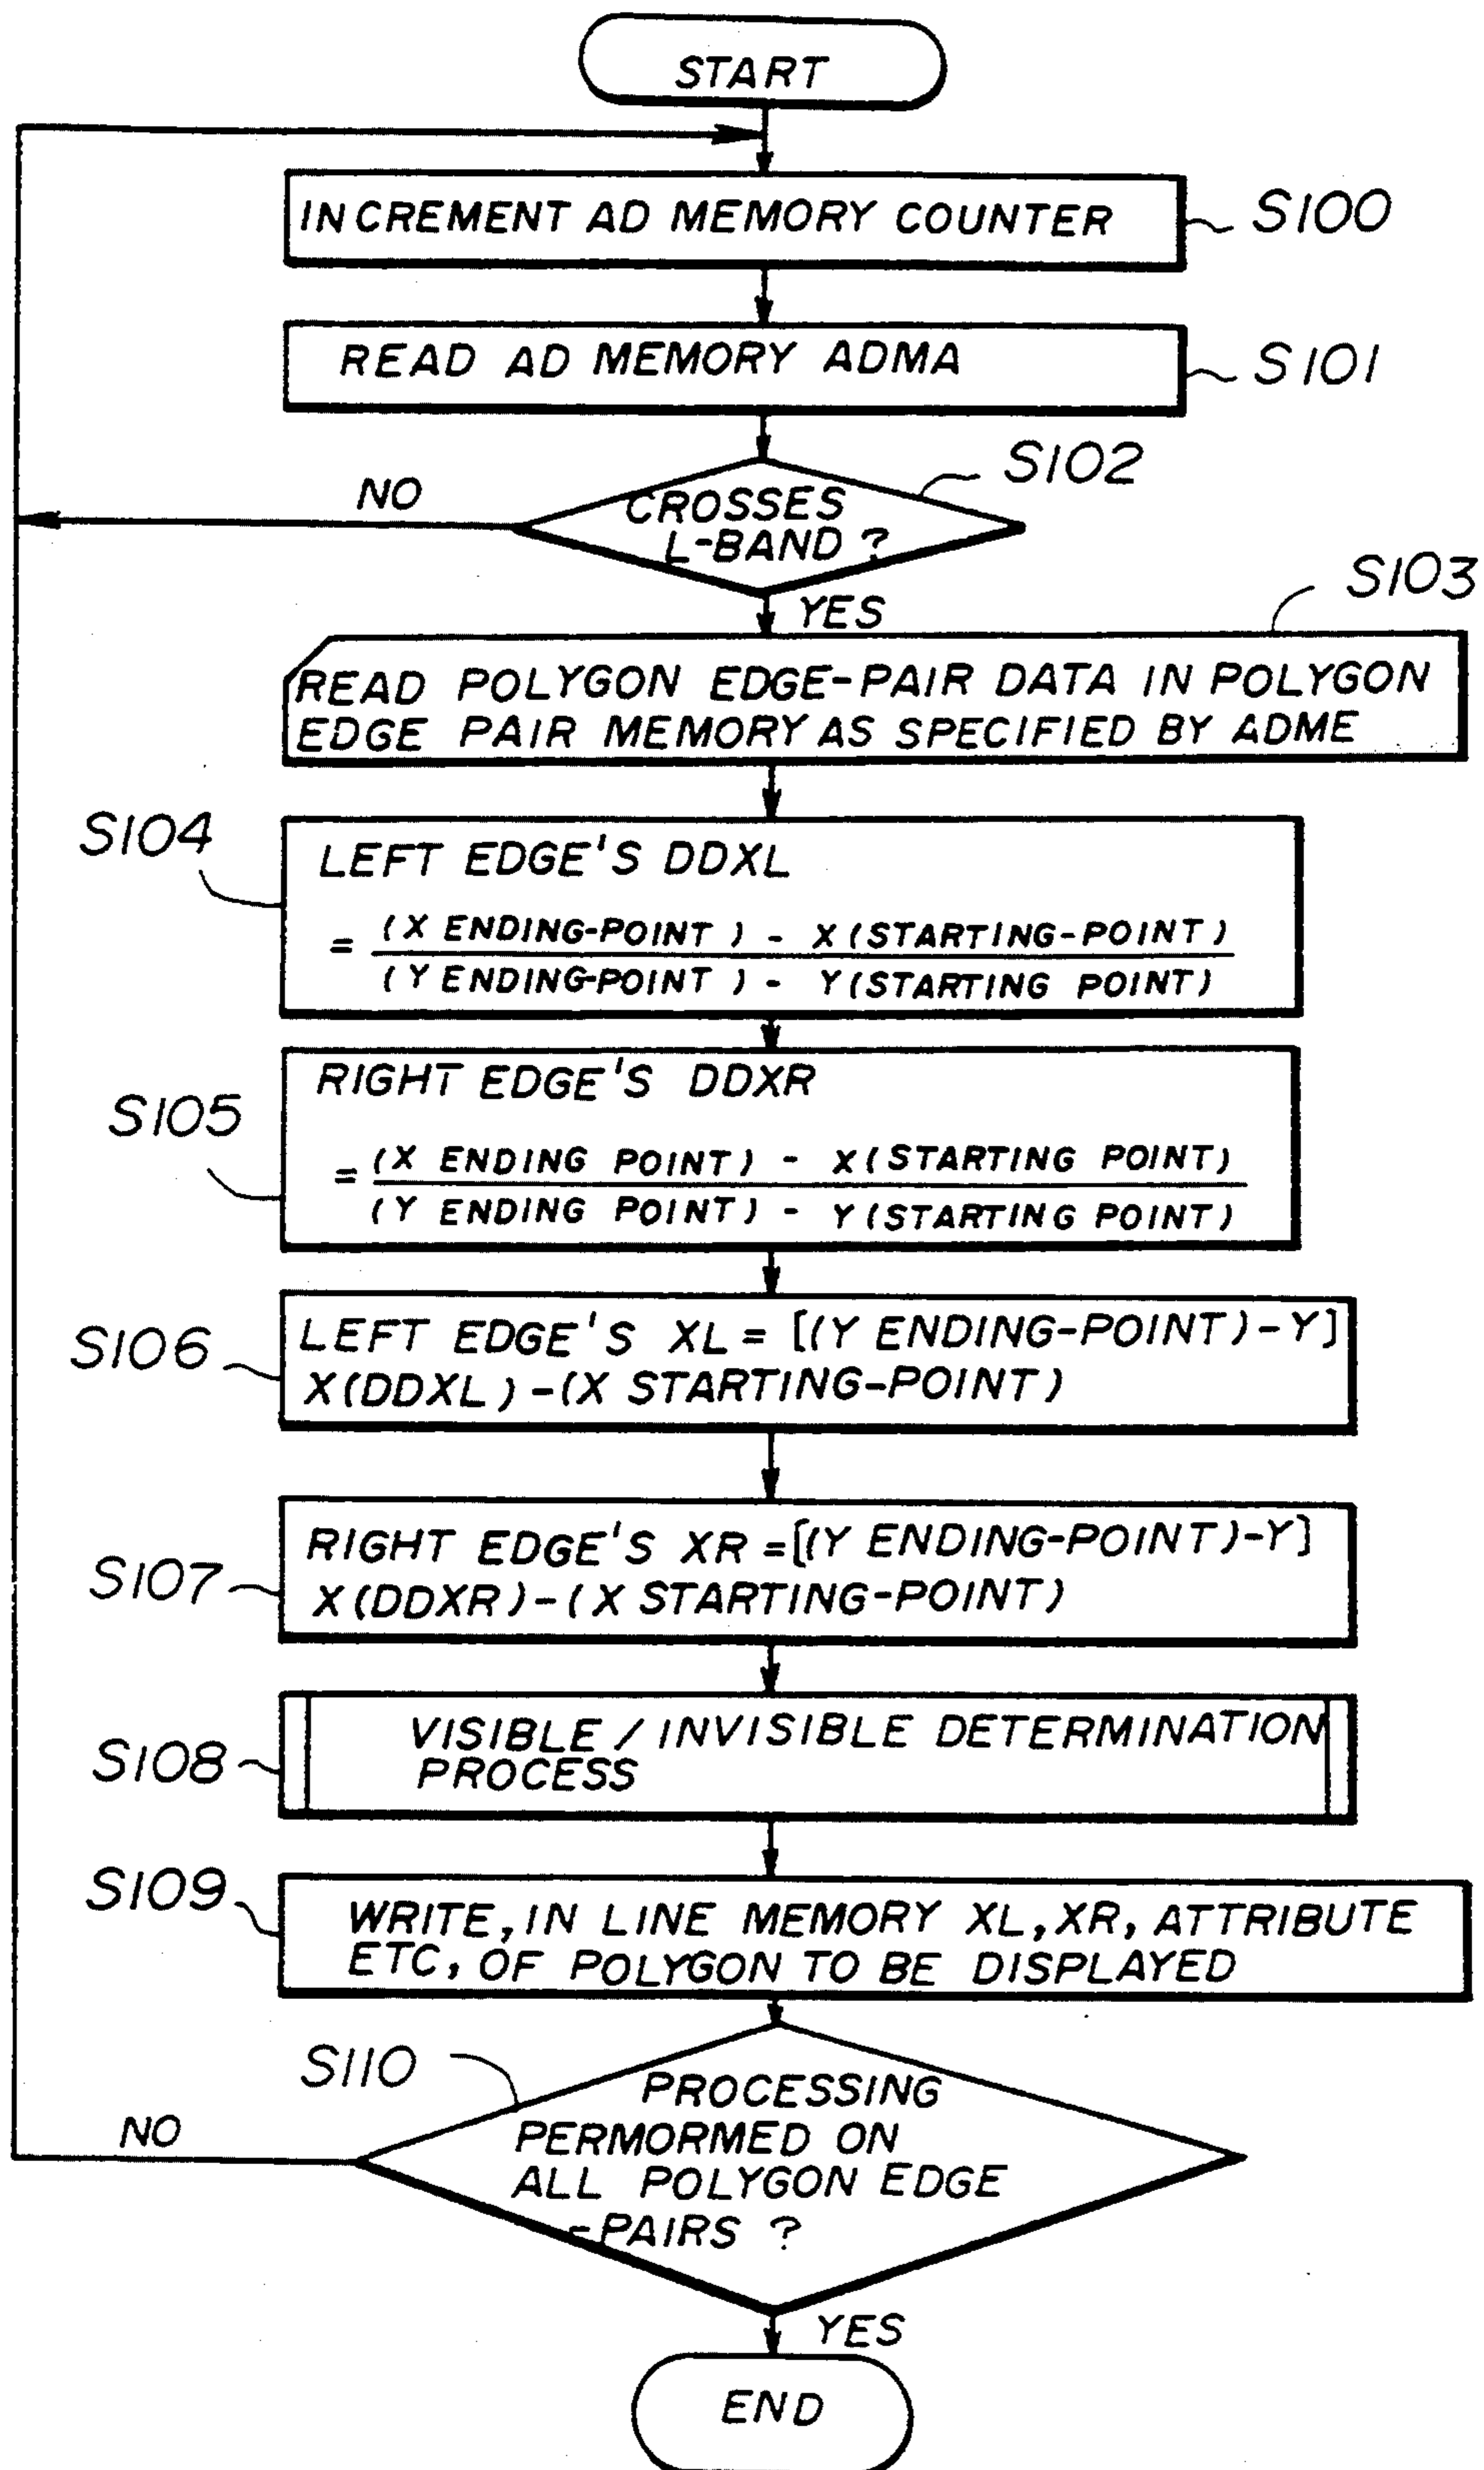 START
INCREMENT AD MEMORY COUNTER
S100
READ AD MEMORY ADMA
S101
S102
NO
CROSSES
L-BAND ?
YES
S103
READ POLYGON EDGE-PAIR DATA IN POLYGON
EDGE PAIR MEMORY AS SPECIFIED BY ADME
S104
LEFT EDGE'S DDXL
= (X ENDING-POINT) - X(STARTING-POINT)
(Y ENDING-POINT) - Y(STARTING POINT)
S105
RIGHT EDGE'S DDXR
= (X ENDING POINT) - X(STARTING POINT)
(Y ENDING POINT) - Y(STARTING POINT)
S106
LEFT EDGE'S XL = [(Y ENDING-POINT)-Y]
X(DDXL)-(X STARTING-POINT)
S107
RIGHT EDGE'S XR =[(Y ENDING-POINT)-Y]
X(DDXR)-(X STARTING-POINT)
S108
VISIBLE / INVISIBLE DETERMINATION
PROCESS
S109
WRITE, IN LINE MEMORY XL, XR, ATTRIBUTE
ETC, OF POLYGON TO BE DISPLAYED
S110
NO
PROCESSING
PERMORMED ON
ALL POLYGON EDGE
-PAIRS ?
YES
END